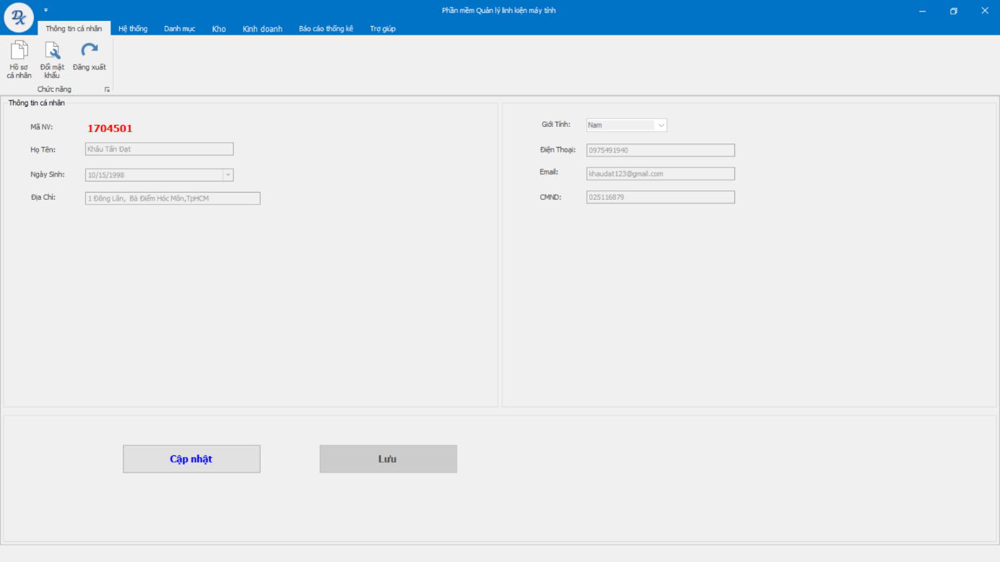 DX
Phần mềm Quản lý linh kiện máy tính
Thông tin cá nhân Hệ thống Danh mục Kho Kinh doanh Báo cáo thống kê Trợ giúp
Hồ sơ cá nhân
Đổi mật khẩu
Đăng xuất
Chức năng
Thông tin cá nhân
Mã NV: 1704501
Họ Tên: Khâu Tấn Đạt
Ngày Sinh: 10/15/1998
Địa Chỉ: 1 Đông Lân, Bà Điểm Hóc Môn,TpHCM
Giới Tính: Nam
Điện Thoại: 0975491940
Email: khaudat123@gmail.com
CMND: 025116879
Cập nhật
Lưu